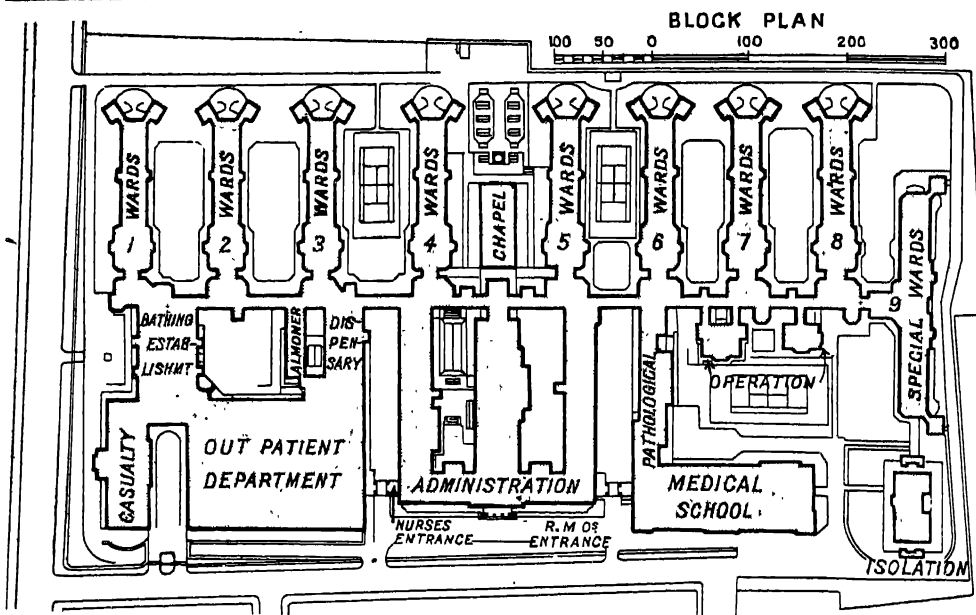 BLOCK PLAN
100 50 0 100 200 300
WARDS
1
WARDS
2
WARDS
3
WARDS
4
CHAPEL
WARDS
5
WARDS
6
WARDS
7
WARDS
8
SPECIAL WARDS
9
BATHING
ESTAB-
LISHMT
ALMONER
DIS-
PEN-
SARY
OPERATION
PATHOLOGICAL
CASUALTY
OUT PATIENT
DEPARTMENT
ADMINISTRATION
MEDICAL
SCHOOL
NURSES
ENTRANCE
R.M Os
ENTRANCE
ISOLATION